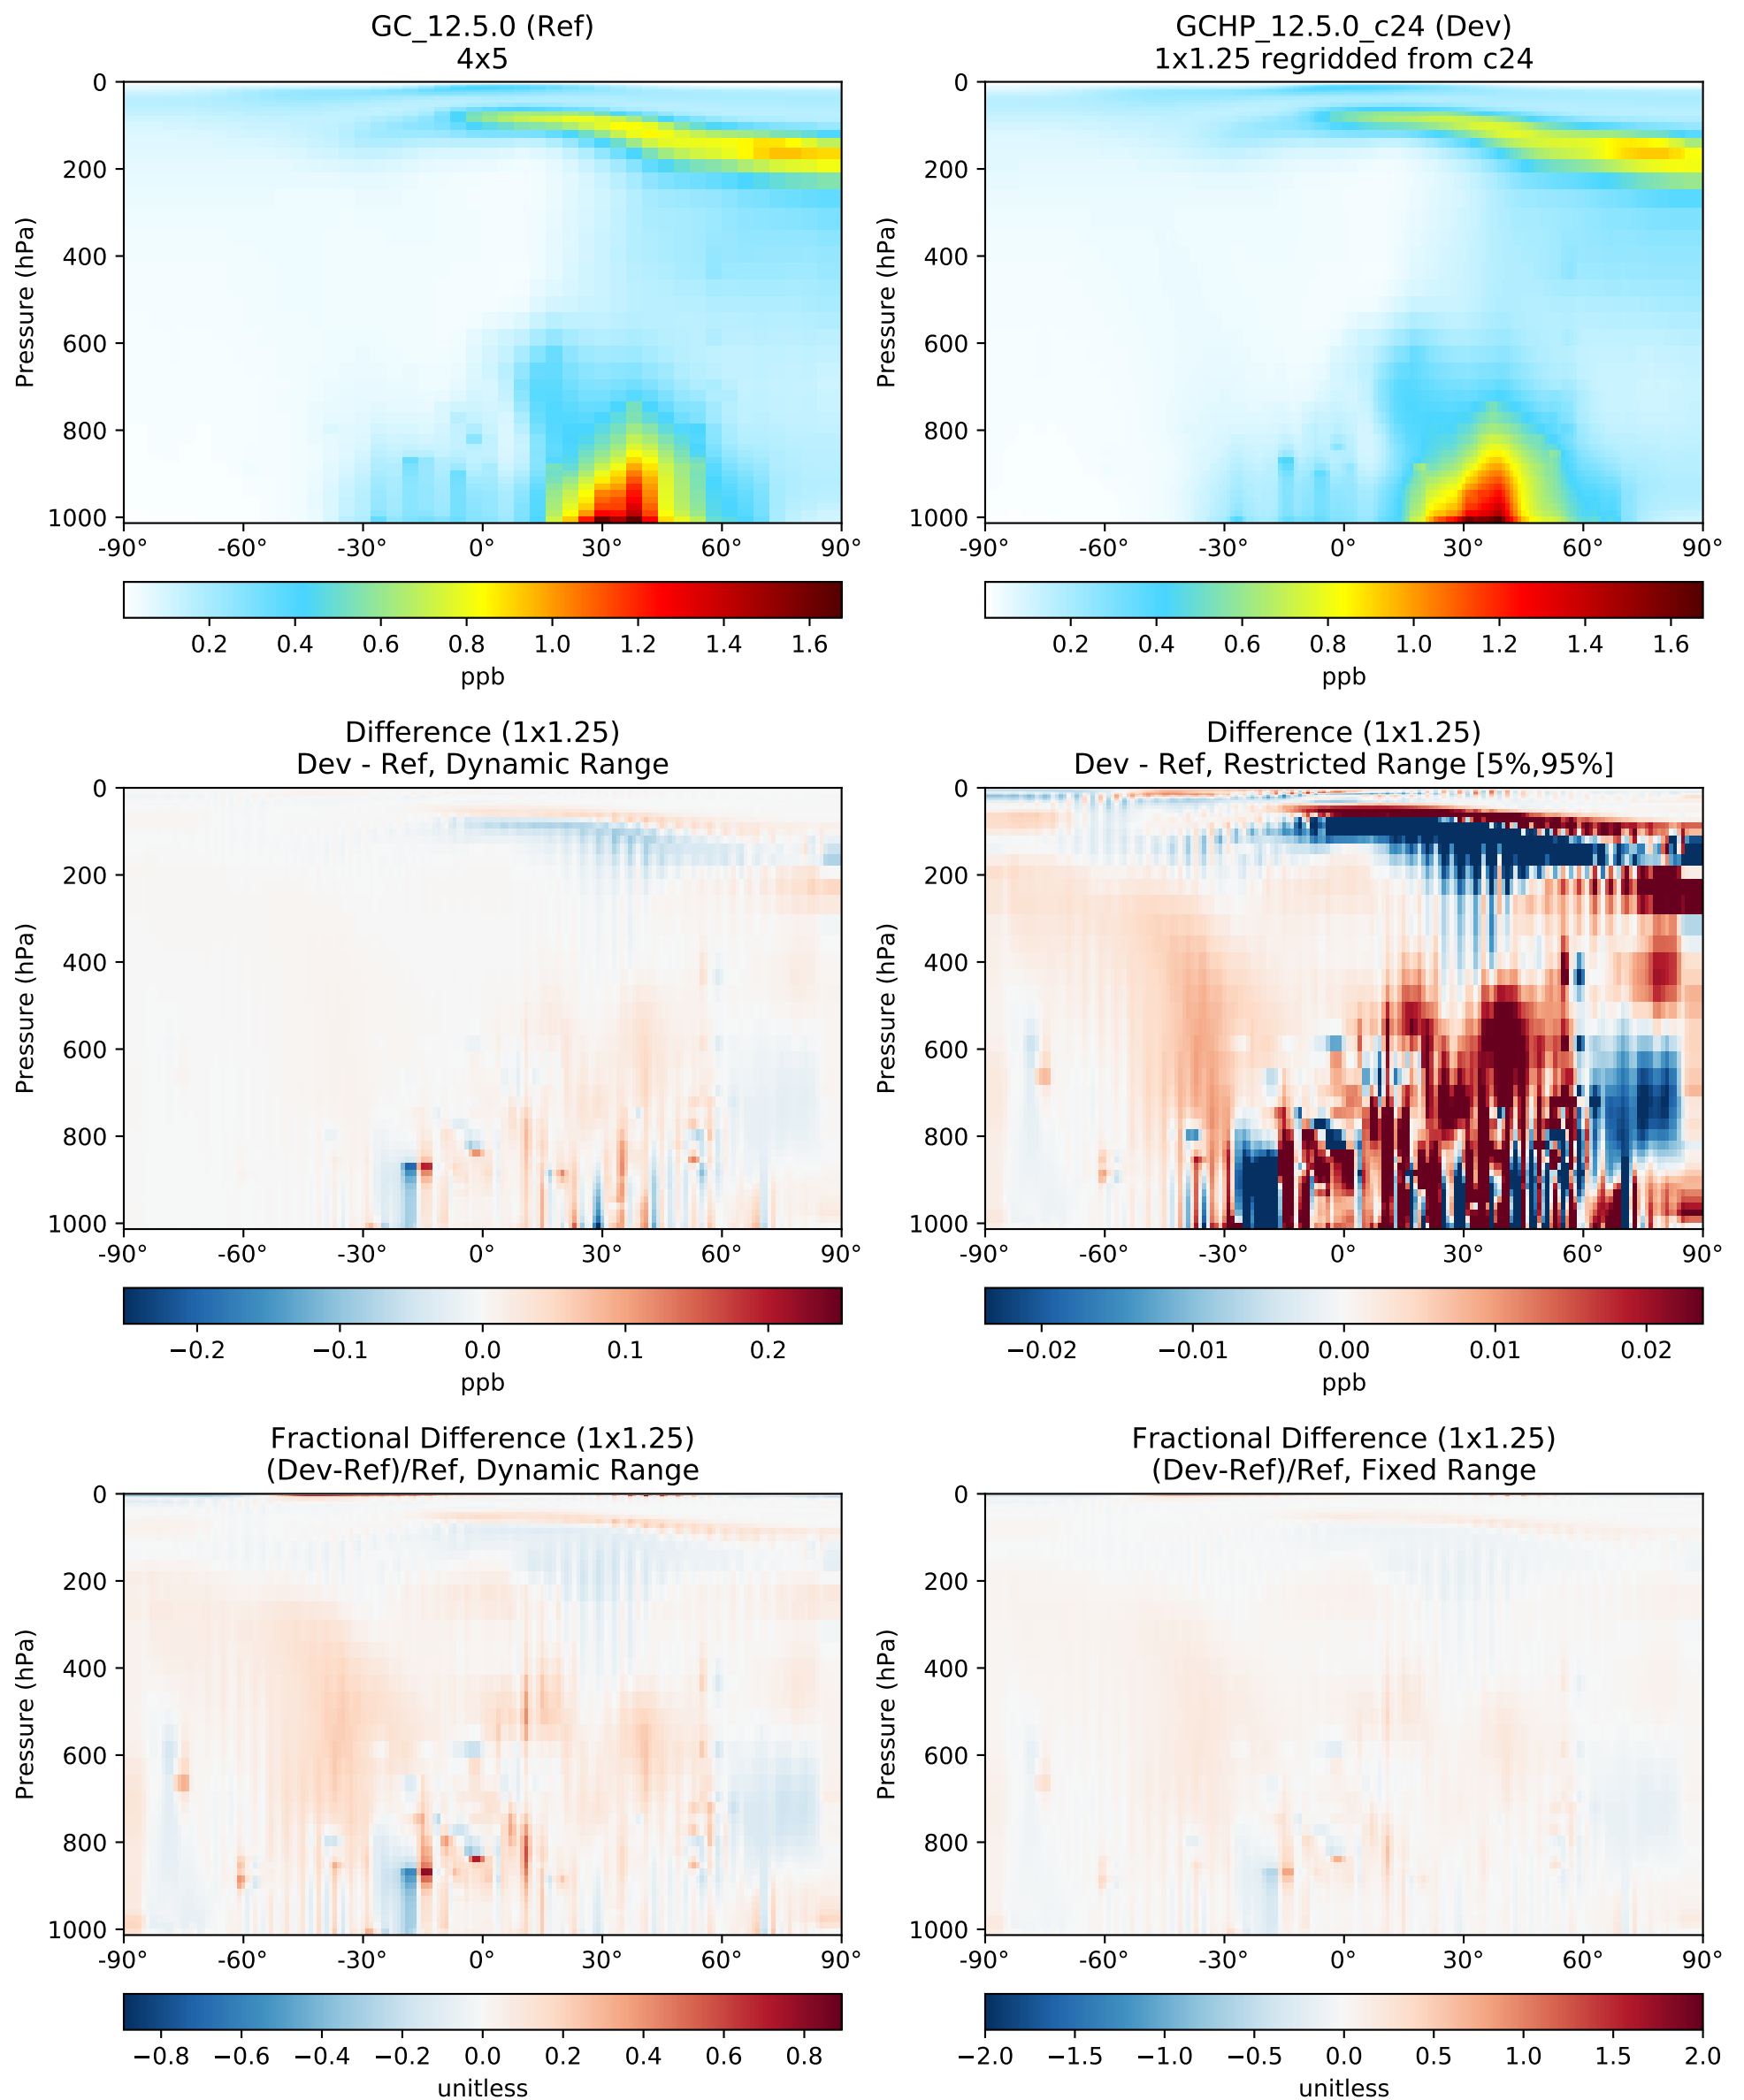 GC_12.5.0 (Ref)
4x5
GCHP_12.5.0_c24 (Dev)
1x1.25 regridded from c24
Pressure (hPa)
0
200
400
600
800
1000
-90° -60° -30° 0° 30° 60° 90°
0.2 0.4 0.6 0.8 1.0 1.2 1.4 1.6
ppb
Pressure (hPa)
0
200
400
600
800
1000
-90° -60° -30° 0° 30° 60° 90°
0.2 0.4 0.6 0.8 1.0 1.2 1.4 1.6
ppb
Difference (1x1.25)
Dev - Ref, Dynamic Range
Difference (1x1.25)
Dev - Ref, Restricted Range [5%,95%]
Pressure (hPa)
0
200
400
600
800
1000
-90° -60° -30° 0° 30° 60° 90°
−0.2 −0.1 0.0 0.1 0.2
ppb
Pressure (hPa)
0
200
400
600
800
1000
-90° -60° -30° 0° 30° 60° 90°
−0.02 −0.01 0.00 0.01 0.02
ppb
Fractional Difference (1x1.25)
(Dev-Ref)/Ref, Dynamic Range
Fractional Difference (1x1.25)
(Dev-Ref)/Ref, Fixed Range
Pressure (hPa)
0
200
400
600
800
1000
-90° -60° -30° 0° 30° 60° 90°
−0.8 −0.6 −0.4 −0.2 0.0 0.2 0.4 0.6 0.8
unitless
Pressure (hPa)
0
200
400
600
800
1000
-90° -60° -30° 0° 30° 60° 90°
−2.0 −1.5 −1.0 −0.5 0.0 0.5 1.0 1.5 2.0
unitless